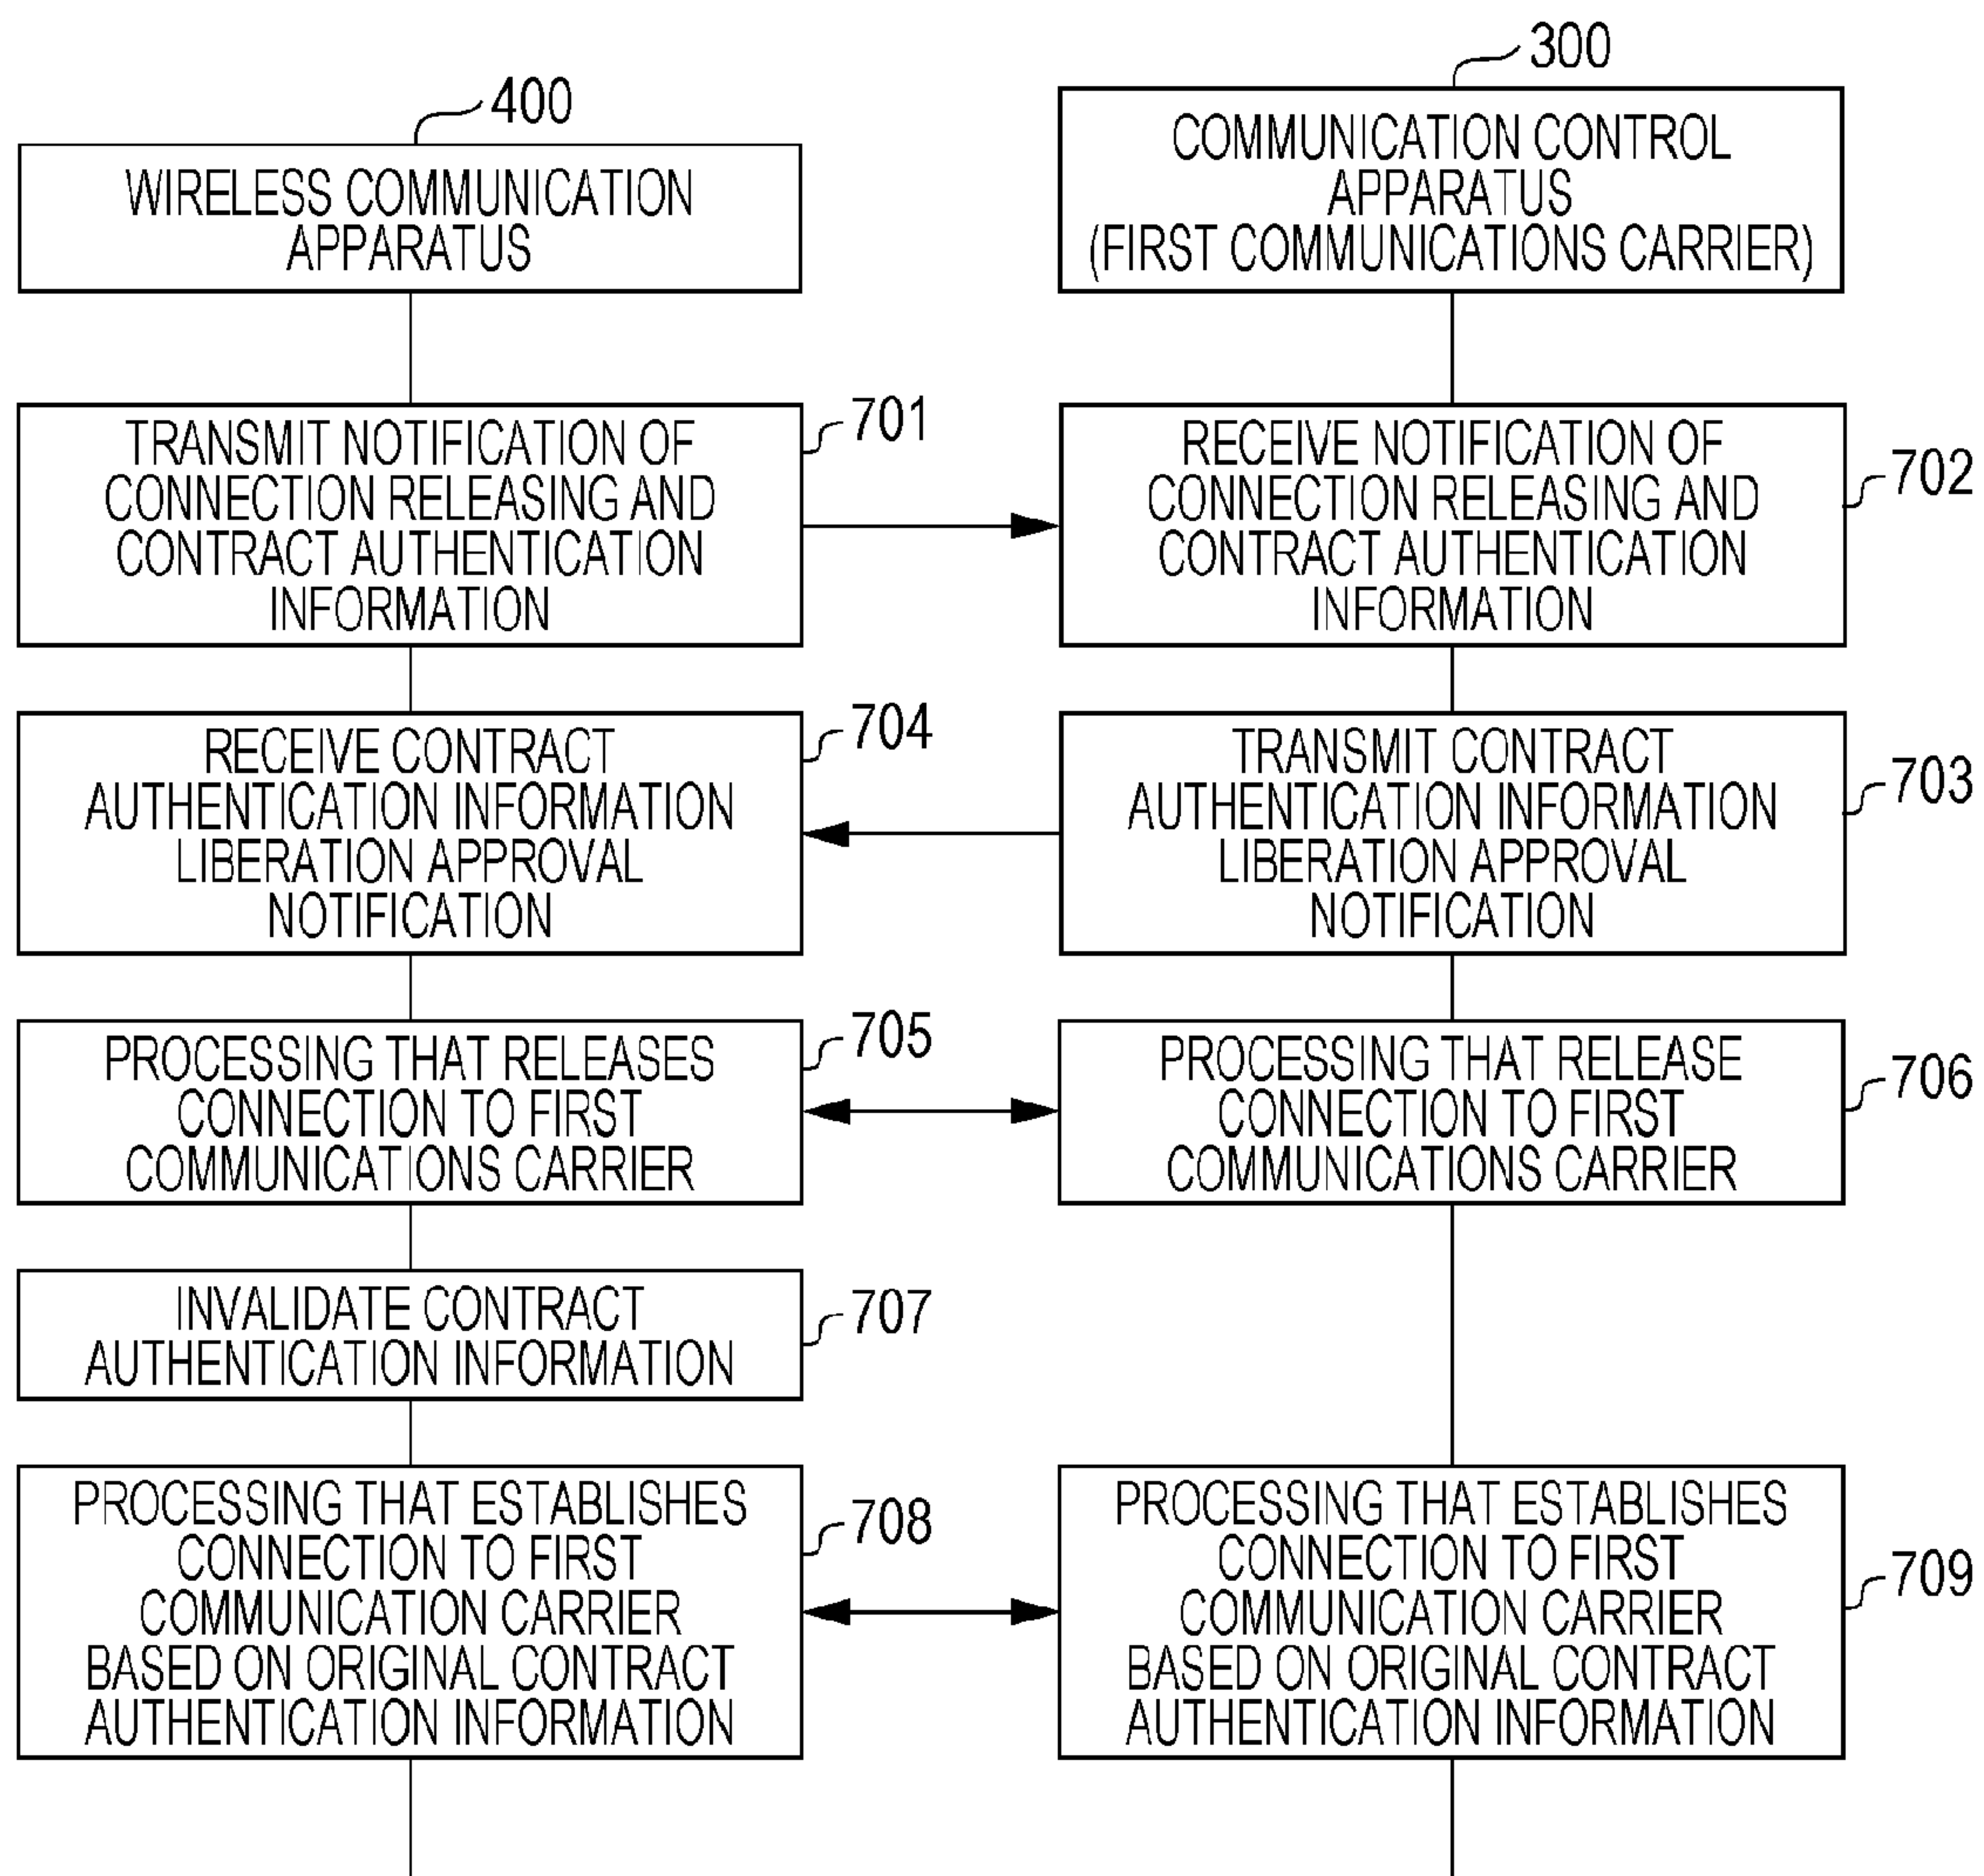 400
WIRELESS COMMUNICATION
APPARATUS
300
COMMUNICATION CONTROL
APPARATUS
(FIRST COMMUNICATIONS CARRIER)
TRANSMIT NOTIFICATION OF
CONNECTION RELEASING AND
CONTRACT AUTHENTICATION
INFORMATION
701
RECEIVE NOTIFICATION OF
CONNECTION RELEASING AND
CONTRACT AUTHENTICATION
INFORMATION
702
RECEIVE CONTRACT
AUTHENTICATION INFORMATION
LIBERATION APPROVAL
NOTIFICATION
704
TRANSMIT CONTRACT
AUTHENTICATION INFORMATION
LIBERATION APPROVAL
NOTIFICATION
703
PROCESSING THAT RELEASES
CONNECTION TO FIRST
COMMUNICATIONS CARRIER
705
PROCESSING THAT RELEASE
CONNECTION TO FIRST
COMMUNICATIONS CARRIER
706
INVALIDATE CONTRACT
AUTHENTICATION INFORMATION
707
PROCESSING THAT ESTABLISHES
CONNECTION TO FIRST
COMMUNICATION CARRIER
BASED ON ORIGINAL CONTRACT
AUTHENTICATION INFORMATION
708
PROCESSING THAT ESTABLISHES
CONNECTION TO FIRST
COMMUNICATION CARRIER
BASED ON ORIGINAL CONTRACT
AUTHENTICATION INFORMATION
709